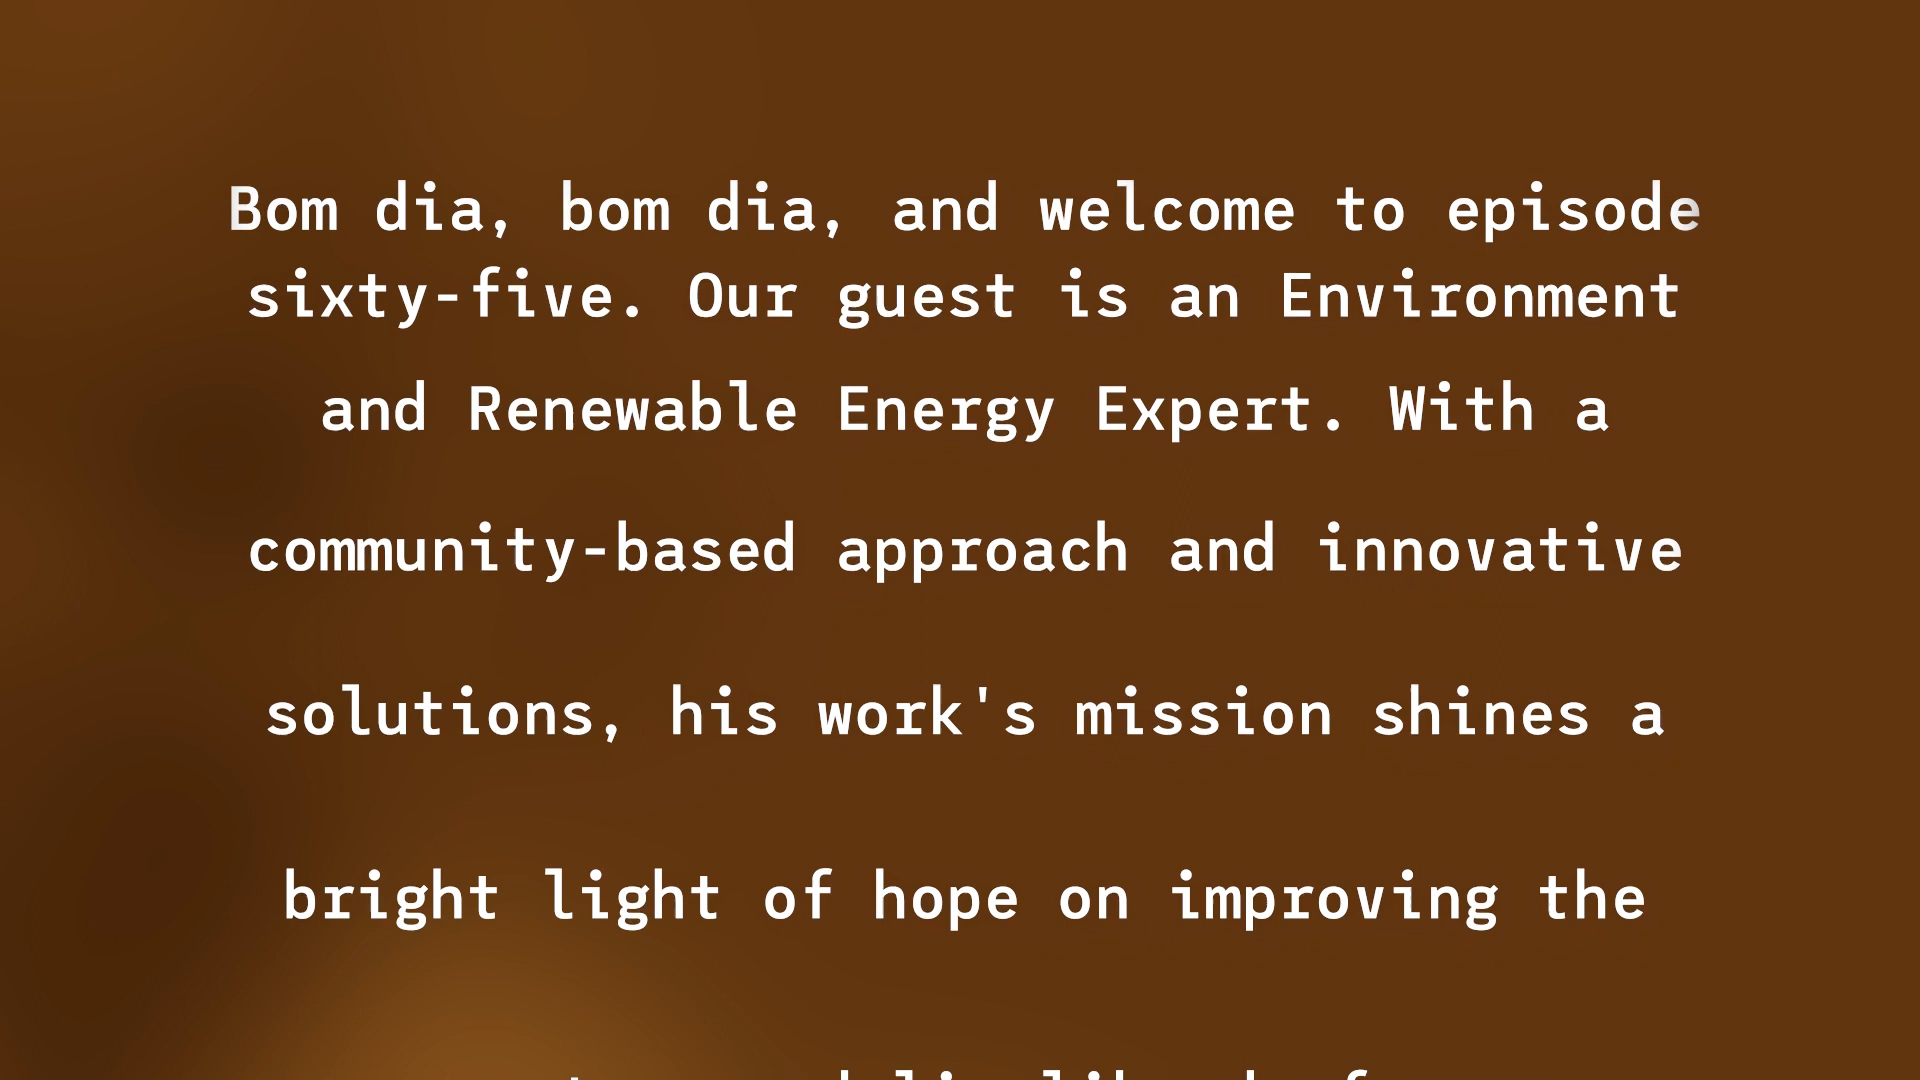 Bom dia, bom dia, and welcome to episode
sixty-five. Our guest is an Environment
and Renewable Energy Expert. With a
community-based approach and innovative
solutions, his work's mission shines a
bright light of hope on improving the